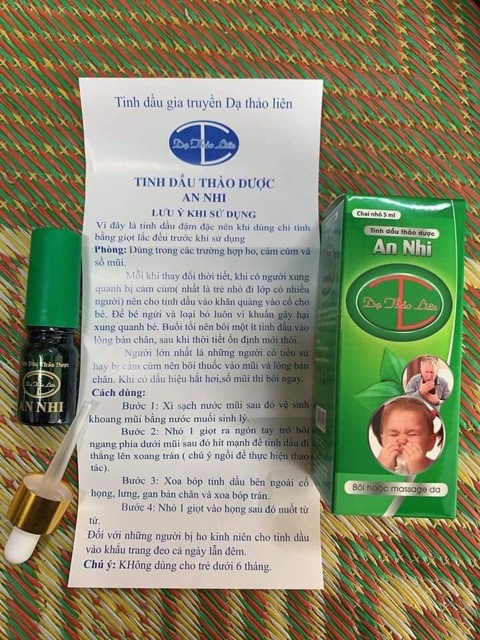 Tinh dầu gia truyền Dạ thảo liên
Dạ Thảo Liên
TINH DẦU THẢO DƯỢC
AN NHI
LƯU Ý KHI SỬ DỤNG
Vì đây là tinh dầu đậm đặc nên khi dùng chỉ tính
bằng giọt lắc đều trước khi sử dụng
Phòng: Dùng trong các trường hợp ho, cảm cúm và
sổ mũi.
Mỗi khi thay đổi thời tiết, khi có người xung
quanh bị cảm cúm( nhất là trẻ nhỏ đi lớp có nhiều
người) nên cho tinh dầu vào khăn quàng vào cổ cho
bé. Để bé ngửi và loại bỏ luôn vi khuẩn gây hại
xung quanh bé. Buổi tối nên bôi một ít tinh dầu vào
lòng bàn chân, sau khi thời tiết ổn định mới thôi.
Người lớn nhất là những người có tiền sử
hay bị cảm cúm nên bôi thuốc vào mũi và lòng bàn
chân. Khi có dấu hiệu hắt hơi,sổ mũi thì bôi ngay.
Cách dùng:
Bước 1: Xì sạch nước mũi sau đó vệ sinh
khoang mũi bằng nước muối sinh lý.
Bước 2: Nhỏ 1 giọt ra ngón tay trỏ bôi
ngang phía dưới mũi sau đó hít mạnh để tinh dầu đi
thẳng lên xoang trán ( chú ý ngồi để thực hiện thao
tác).
Bước 3: Xoa bóp tinh dầu bên ngoài cổ
họng, lưng, gan bàn chân và xoa bóp trán.
Bước 4: Nhỏ 1 giọt vào họng sau đó nuốt từ
từ.
Đối với những người bị ho kinh niên cho tinh dầu
vào khẩu trang đeo cả ngày lẫn đêm.
Chú ý: KHông dùng cho trẻ dưới 6 tháng.
Dầu Thảo Dược
Dạ Thảo Liên
AN NHI
Chai nhỏ 5 ml
Tinh dầu thảo dược
An Nhi
Dạ Thảo Liên
Bôi hoặc massage da